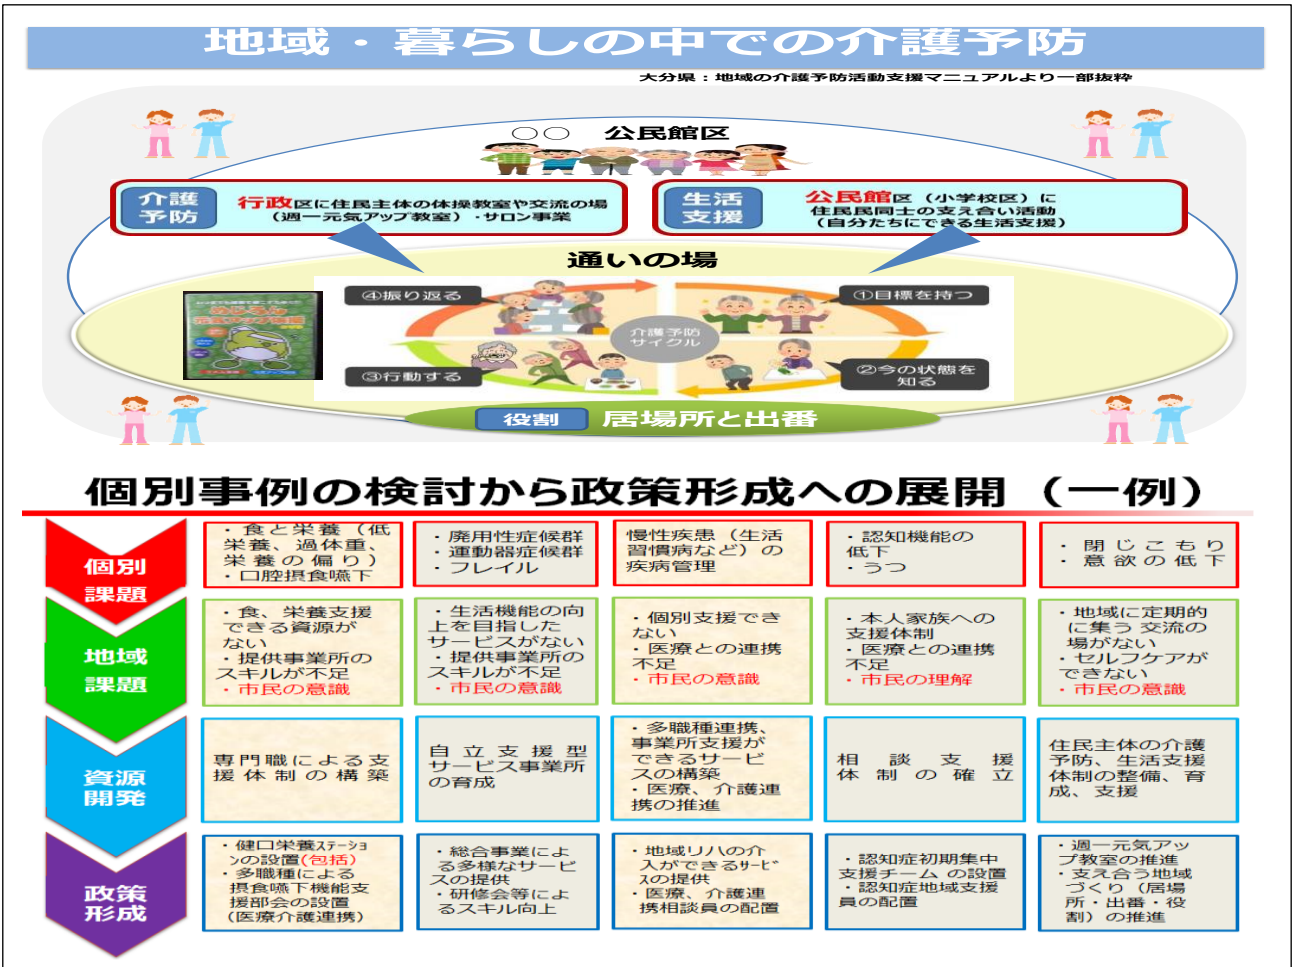 地域・暮らしの中での介護予防
大分県：地域の介護予防活動支援マニュアルより一部抜粋
○○　公民館区
介護
予防
行政区に住民主体の体操教室や交流の場
（週一元気アップ教室）・サロン事業
生活
支援
公民館区（小学校区）に
住民民同士の支え合い活動
（自分たちにできる生活支援）
通いの場
④振り返る
①目標を持つ
介護予防
サイクル
③行動する
②今の状態を
知る
めじろん
元気アップ体操
役割
居場所と出番
個別事例の検討から政策形成への展開（一例）
個別
課題
・食と栄養（低
栄養、過体重、
栄養の偏り）
・口腔摂食嚥下
・廃用性症候群
・運動器症候群
・フレイル
慢性疾患（生活
習慣病など）の
疾病管理
・認知機能の
低下
・うつ
・閉じこもり
・意欲の低下
地域
課題
・食、栄養支援
できる資源が
ない
・提供事業所の
スキルが不足
・市民の意識
・生活機能の向
上を目指した
サービスがない
・提供事業所の
スキルが不足
・市民の意識
・個別支援でき
ない
・医療との連携
不足
・市民の意識
・本人家族への
支援体制
・医療との連携
不足
・市民の理解
・地域に定期的
に集う 交流の
場がない
・セルフケアが
できない
・市民の意識
資源
開発
専門職による支
援体制の構築
自立支援型
サービス事業所
の育成
・多職種連携、
事業所支援が
できるサービ
スの構築
・医療、介護連
携の推進
相談支援
体制の確立
住民主体の介護
予防、生活支援
体制の整備、育
成、支援
政策
形成
・健口栄養ｽﾃｰｼｮ
ﾝの設置(包括)
・多職種による
摂食嚥下機能支
援部会の設置
(医療介護連携)
・総合事業によ
る多様なサービ
スの提供
・研修会等によ
るスキル向上
・地域リハの介
入ができるｻｰﾋﾞ
ｽの提供
・医療、介護連
携相談員の配置
・認知症初期集中
支援チーム の設置
・認知症地域支援
員の配置
・週一元気アッ
プ教室の推進
・支え合う地域
づくり（居場
所・出番・役
割）の推進